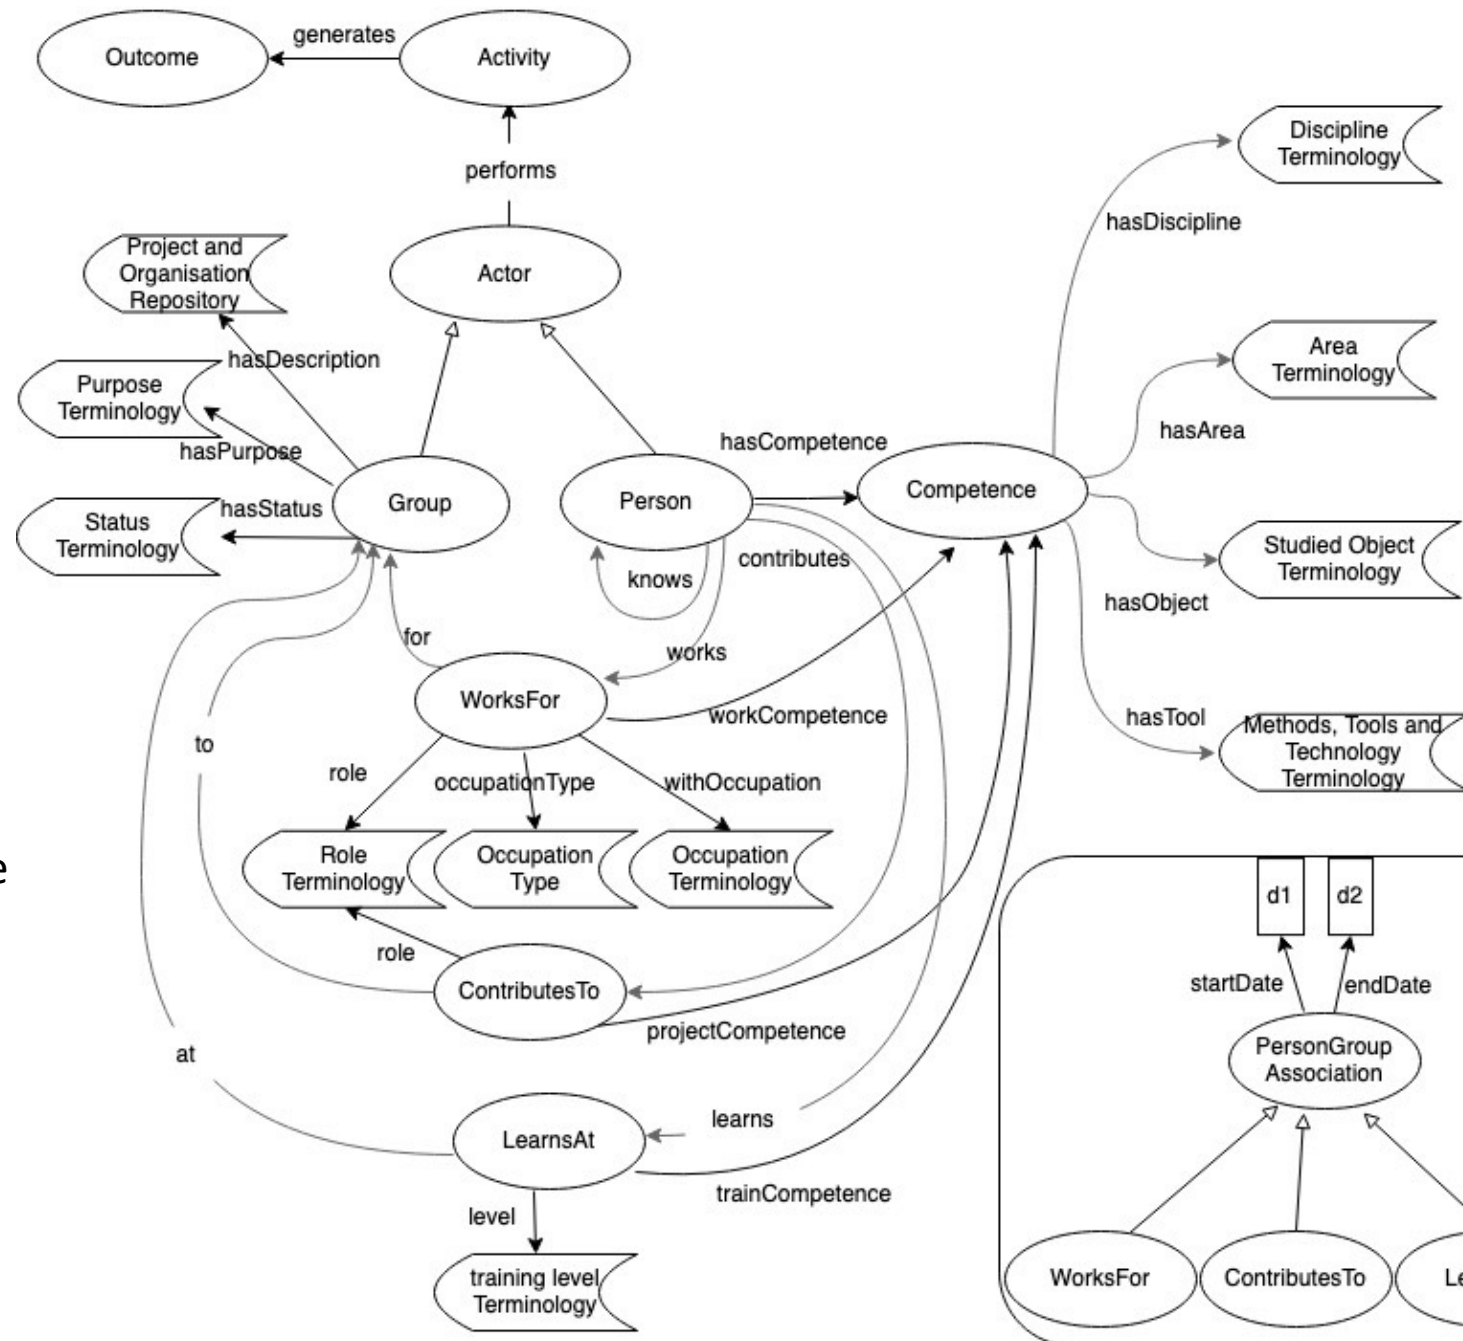 generates
Outcome
Activity
performs
Discipline
Terminology
hasDiscipline
Project and
Organisation
Repository
Actor
hasDescription
Area
Terminology
Purpose
Terminology
hasPurpose
hasCompetence
hasArea
Group
Person
Competence
hasStatus
Status
Terminology
knows
contributes
Studied Object
Terminology
hasObject
for
works
WorksFor
workCompetence
hasTool
Methods, Tools and
Technology
Terminology
to
role
occupationType
withOccupation
e
Role
Terminology
Occupation
Type
Occupation
Terminology
d1
d2
role
ContributesTo
startDate
endDate
projectCompetence
at
PersonGroup
Association
learns
LearnsAt
trainCompetence
level
training level
Terminology
WorksFor
ContributesTo
Le